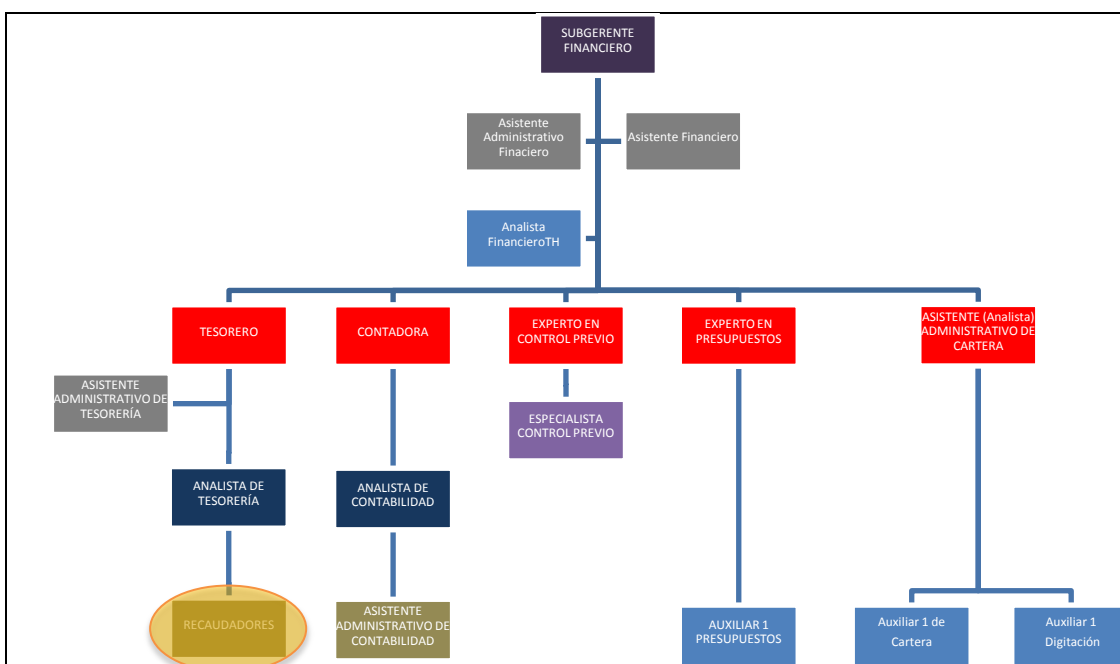 SUBGERENTE
FINANCIERO
Asistente
Administrativo
Finaciero
Asistente Financiero
Analista
FinancieroTH
TESORERO
CONTADORA
EXPERTO EN
CONTROL PREVIO
EXPERTO EN
PRESUPUESTOS
ASISTENTE (Analista)
ADMINISTRATIVO DE
CARTERA
ASISTENTE
ADMINISTRATIVO DE
TESORERÍA
ESPECIALISTA
CONTROL PREVIO
ANALISTA DE
TESORERÍA
ANALISTA DE
CONTABILIDAD
RECAUDADORES
ASISTENTE
ADMINISTRATIVO DE
CONTABILIDAD
AUXILIAR 1
PRESUPUESTOS
Auxiliar 1 de
Cartera
Auxiliar 1
Digitación